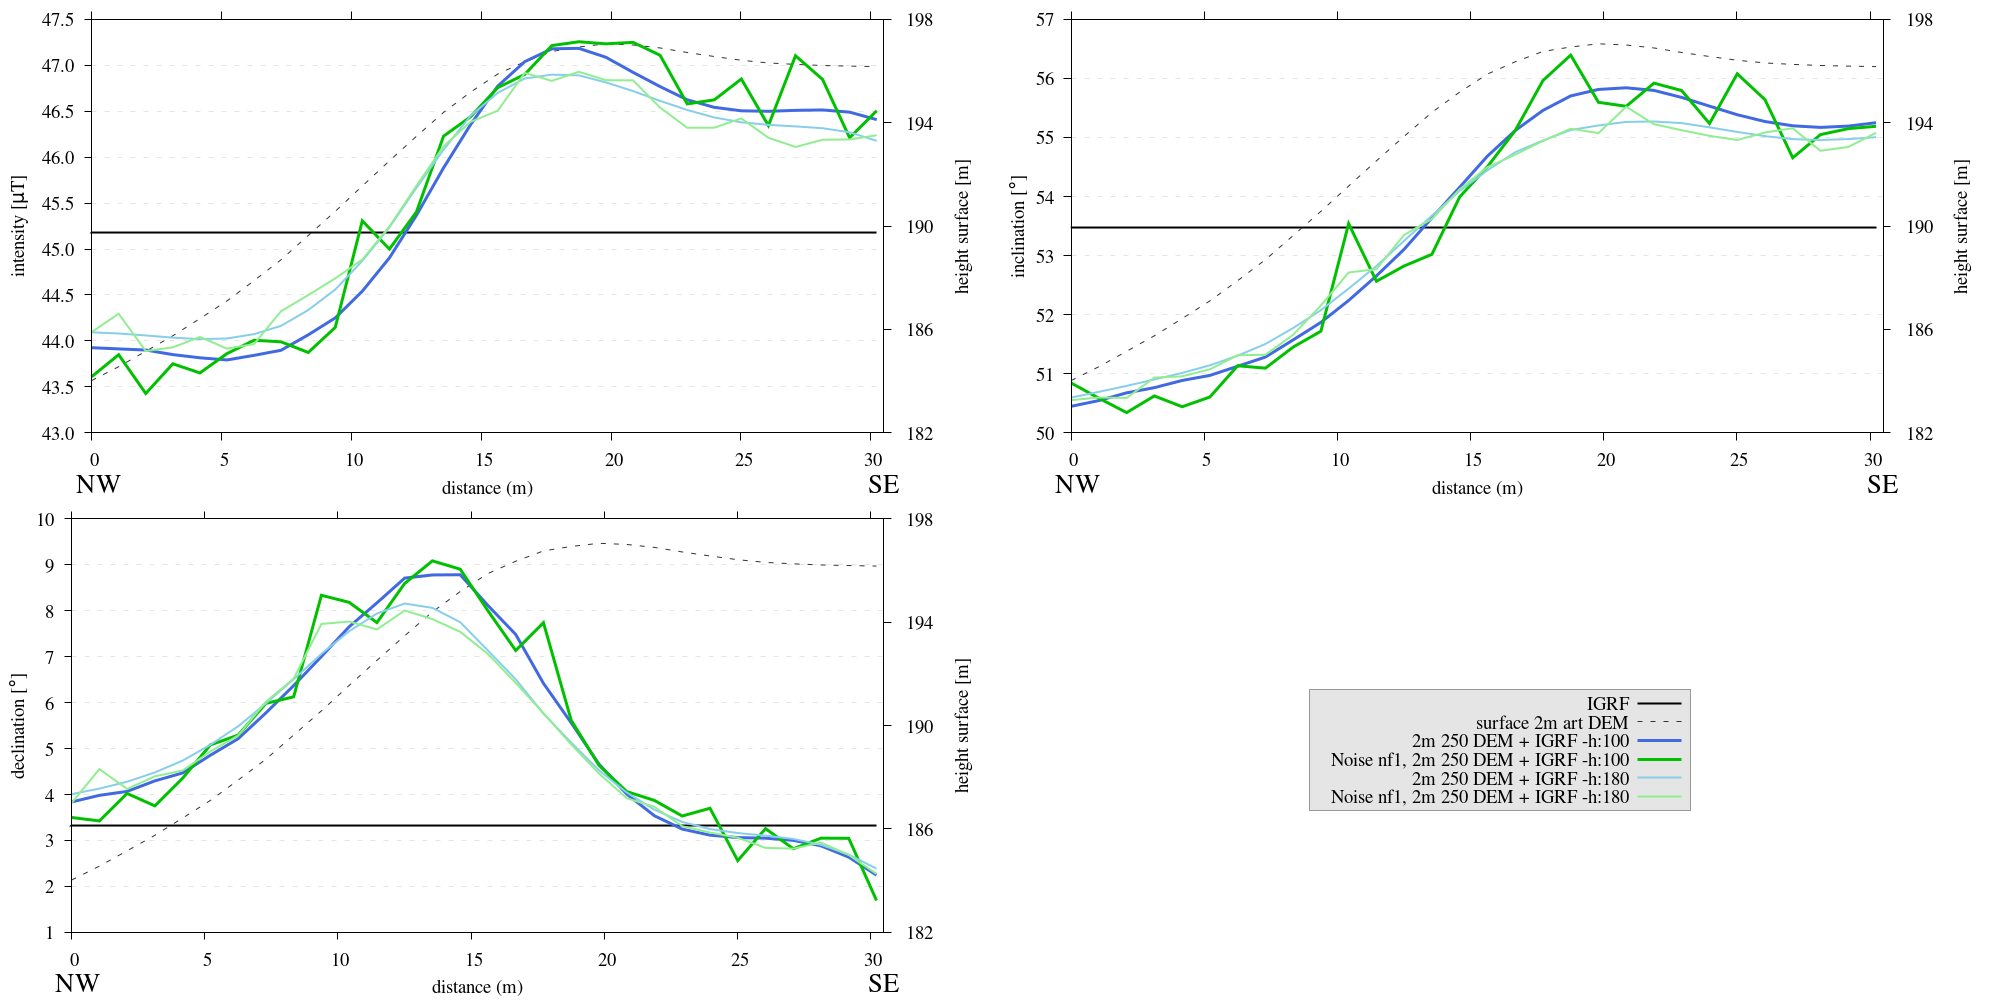 47.5
47.0
46.5
46.0
45.5
45.0
44.5
44.0
43.5
43.0
intensity [µT]
198
194
190
186
182
height surface [m]
0 5 10 15 20 25 30
NW distance (m) SE
57
56
55
54
53
52
51
50
inclination [°]
198
194
190
186
182
height surface [m]
0 5 10 15 20 25 30
NW distance (m) SE
10
9
8
7
6
5
4
3
2
1
declination [°]
198
194
190
186
182
height surface [m]
0 5 10 15 20 25 30
NW distance (m) SE
IGRF
surface 2m art DEM
2m 250 DEM + IGRF -h:100
Noise nf1, 2m 250 DEM + IGRF -h:100
2m 250 DEM + IGRF -h:180
Noise nf1, 2m 250 DEM + IGRF -h:180